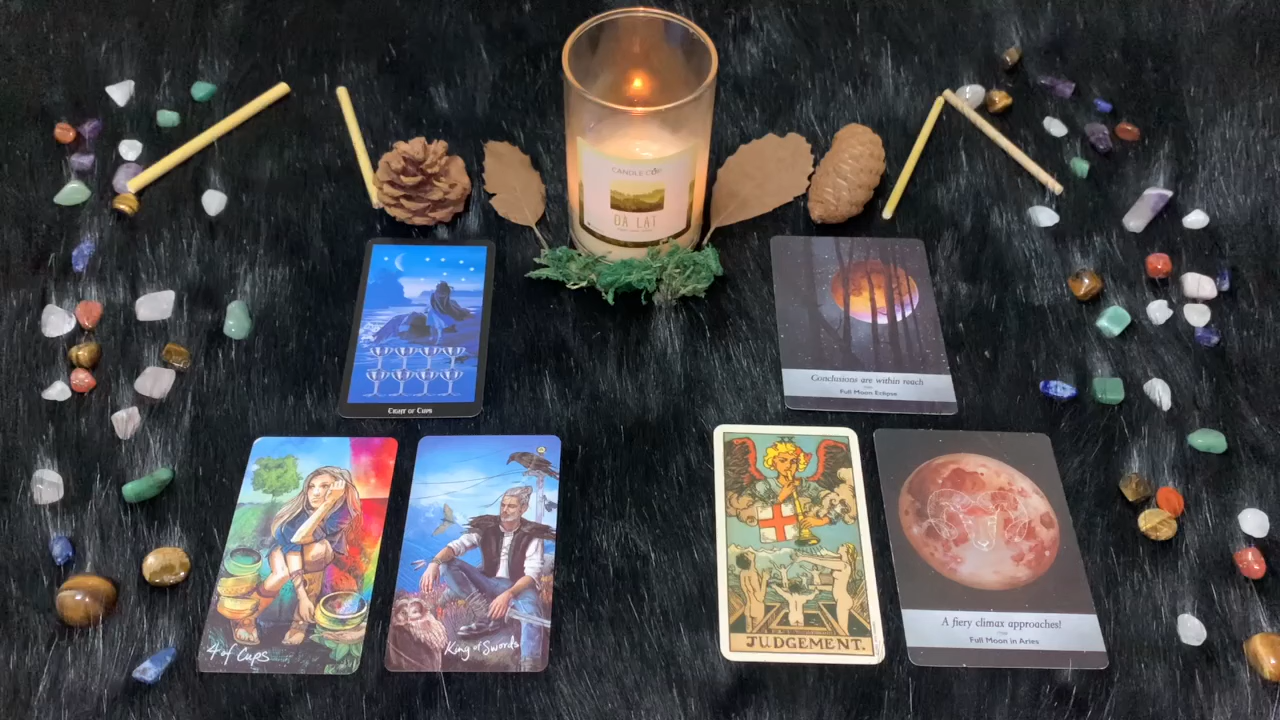 CANDLE CUP
ĐÀ LẠT
EIGHT OF CUPS
Conclusions are within reach
Full Moon Eclipse
4 of Cups
King of Swords
JUDGEMENT.
A fiery climax approaches!
Full Moon in Aries